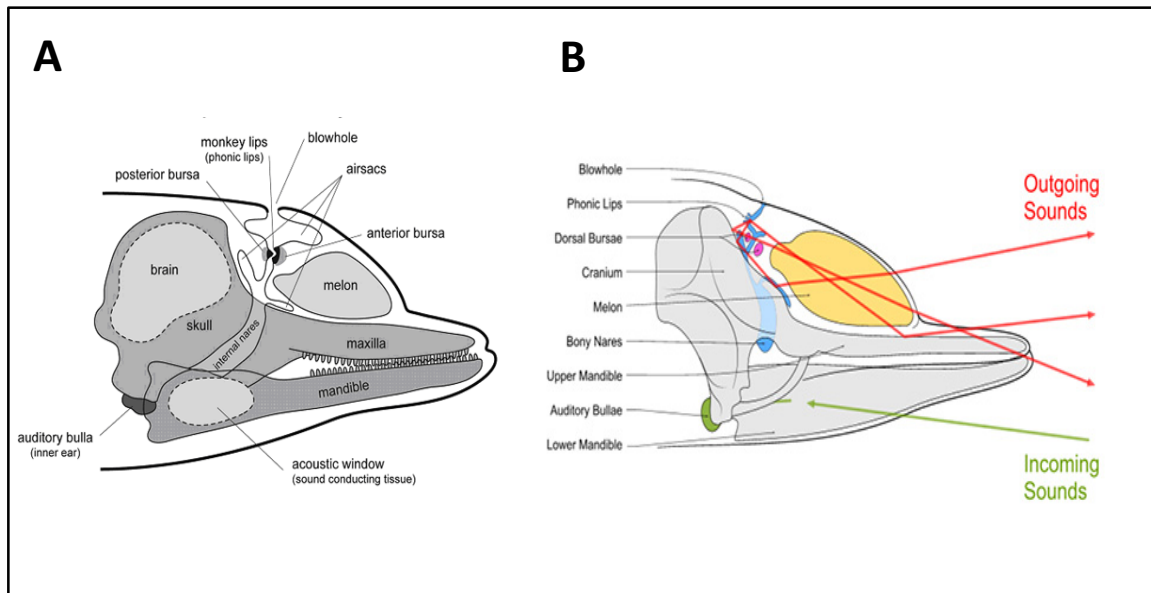 A
monkey lips
(phonic lips)
blowhole
posterior bursa
airsacs
anterior bursa
brain
melon
skull
internal nares
maxilla
mandible
auditory bulla
(inner ear)
acoustic window
(sound conducting tissue)
B
Blowhole
Phonic Lips
Dorsal Bursae
Cranium
Melon
Bony Nares
Upper Mandible
Auditory Bullae
Lower Mandible
Outgoing
Sounds
Incoming
Sounds